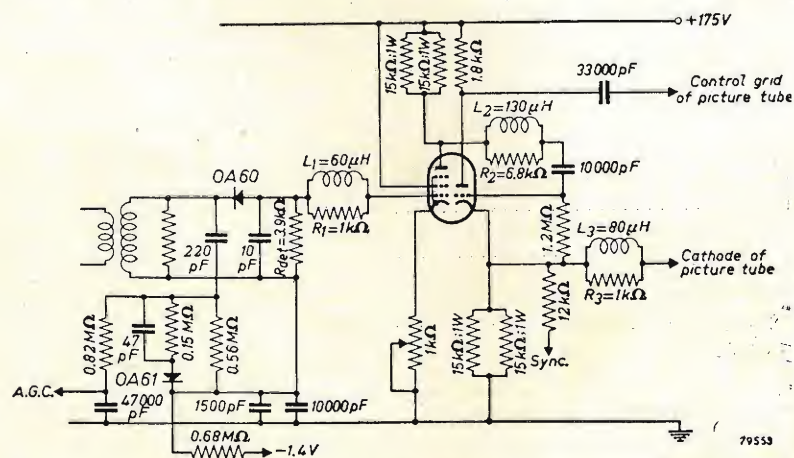 +175V
15kΩ:1W
15kΩ:1W
1.8kΩ
33000pF
Control grid
of picture tube
L2=130μH
R2=6.8kΩ
10000pF
OA60
L1=60μH
R1=1kΩ
220
pF
10
pF
Rdet=3.9kΩ
1.2MΩ
L3=80μH
Cathode of
picture tube
R3=1kΩ
0.82MΩ
47
pF
0.15MΩ
0.56MΩ
1kΩ
15kΩ:1W
15kΩ:1W
12kΩ
Sync.
OA61
A.G.C.
47000
pF
1500pF
10000pF
0.68MΩ
-1.4V
79553